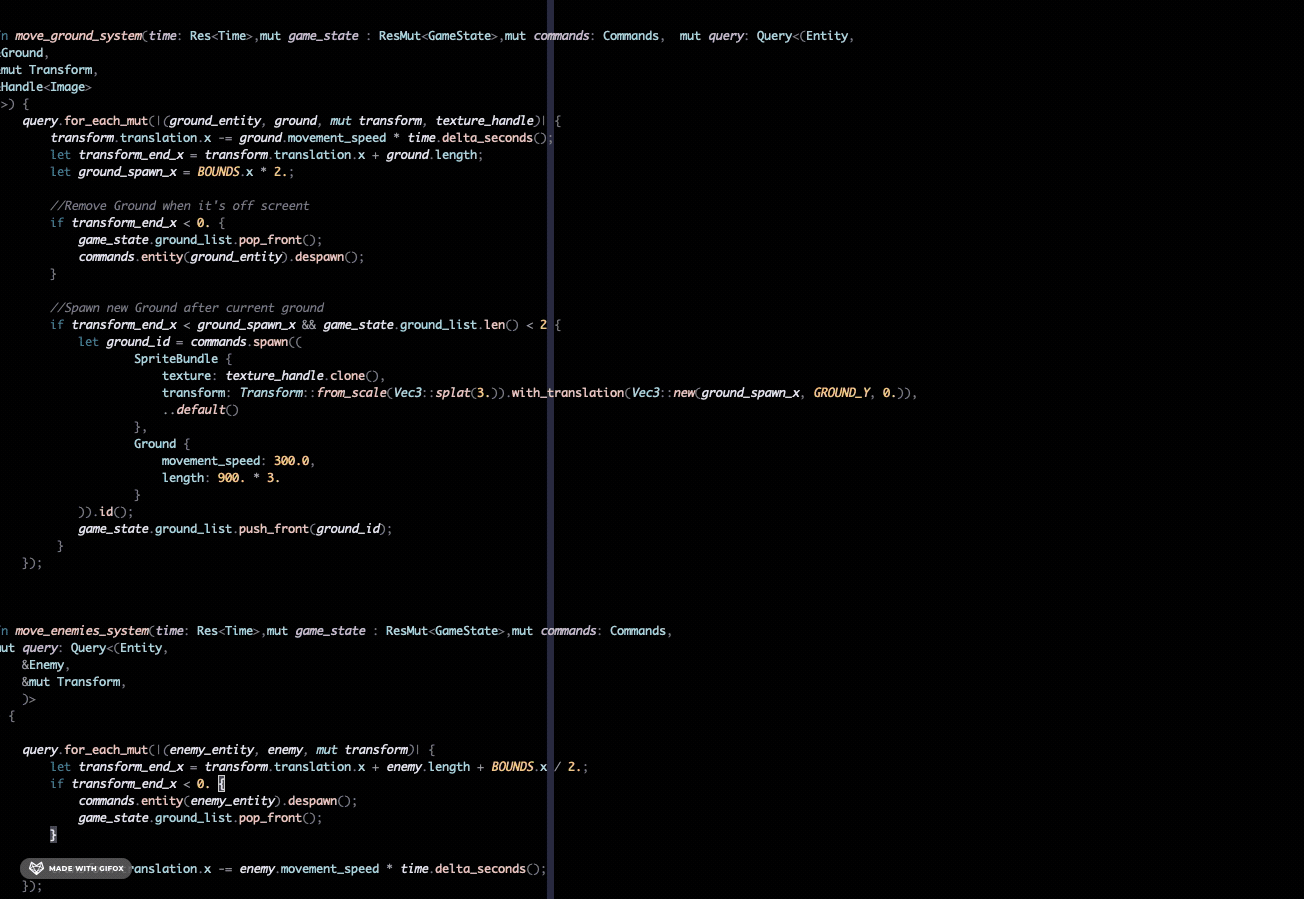 n move_ground_system(time: Res<Time>,mut game_state : ResMut<GameState>,mut commands: Commands,  mut query: Query<(Entity,
&Ground,
mut Transform,
Handle<Image>
>) {
query.for_each_mut(|(ground_entity, ground, mut transform, texture_handle)| {
transform.translation.x -= ground.movement_speed * time.delta_seconds();
let transform_end_x = transform.translation.x + ground.length;
let ground_spawn_x = BOUNDS.x * 2.;
//Remove Ground when it's off screent
if transform_end_x < 0. {
game_state.ground_list.pop_front();
commands.entity(ground_entity).despawn();
}
//Spawn new Ground after current ground
if transform_end_x < ground_spawn_x && game_state.ground_list.len() < 2 {
let ground_id = commands.spawn((
SpriteBundle {
texture: texture_handle.clone(),
transform: Transform::from_scale(Vec3::splat(3.)).with_translation(Vec3::new(ground_spawn_x, GROUND_Y, 0.)),
..default()
},
Ground {
movement_speed: 300.0,
length: 900. * 3.
}
)).id();
game_state.ground_list.push_front(ground_id);
}
});
n move_enemies_system(time: Res<Time>,mut game_state : ResMut<GameState>,mut commands: Commands,
mut query: Query<(Entity,
&Enemy,
&mut Transform,
)>
{
query.for_each_mut(|(enemy_entity, enemy, mut transform)| {
let transform_end_x = transform.translation.x + enemy.length + BOUNDS.x / 2.;
if transform_end_x < 0. {
commands.entity(enemy_entity).despawn();
game_state.ground_list.pop_front();
}
MADE WITH GIFOX
ranslation.x -= enemy.movement_speed * time.delta_seconds();
});